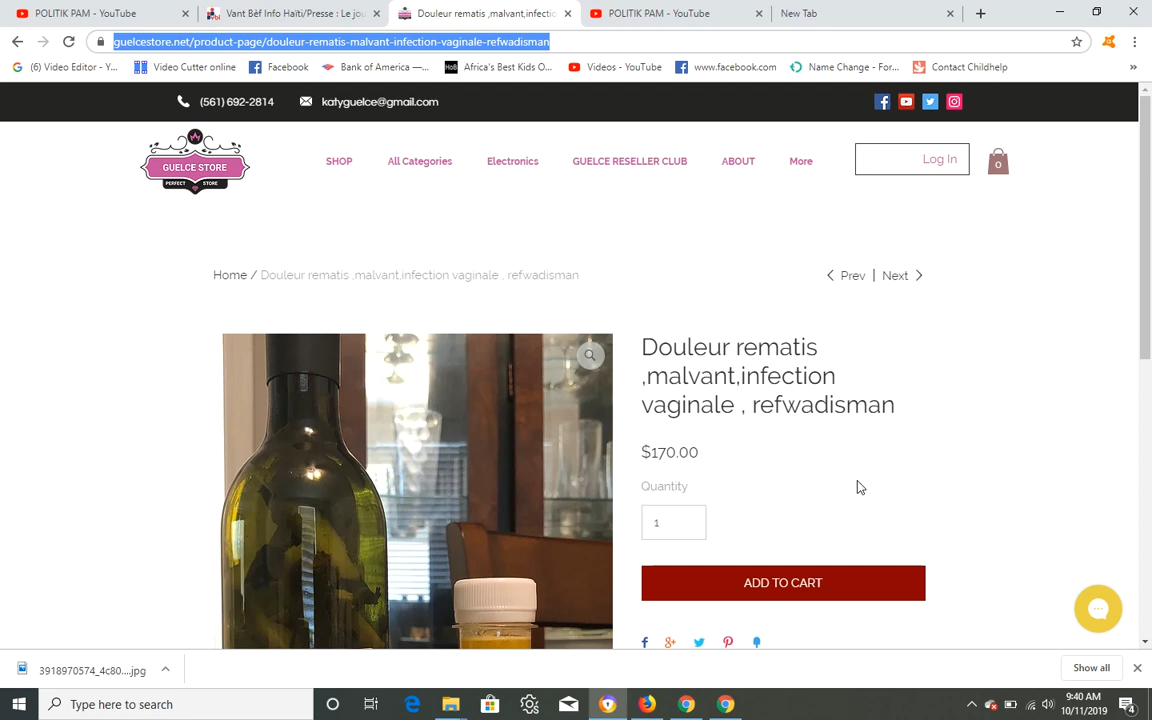 POLITIK PAM - YouTube
Vant Bèf Info Haïti/Presse : Le jou
Douleur rematis ,malvant,infectio
POLITIK PAM - YouTube
New Tab
guelcestore.net/product-page/douleur-rematis-malvant-infection-vaginale-refwadisman
(6) Video Editor - Y...
Video Cutter online
Facebook
Bank of America —...
Africa's Best Kids O...
Videos - YouTube
www.facebook.com
Name Change - For...
Contact Childhelp
»
(561) 692-2814
katyguelce@gmail.com
GUELCE STORE
PERFECT STORE
SHOP
All Categories
Electronics
GUELCE RESELLER CLUB
ABOUT
More
Log In
0
Home / Douleur rematis ,malvant,infection vaginale , refwadisman
Prev | Next
Douleur rematis
,malvant,infection
vaginale , refwadisman
$170.00
Quantity
1
ADD TO CART
3918970574_4c80....jpg
Show all
Type here to search
9:40 AM
10/11/2019
4